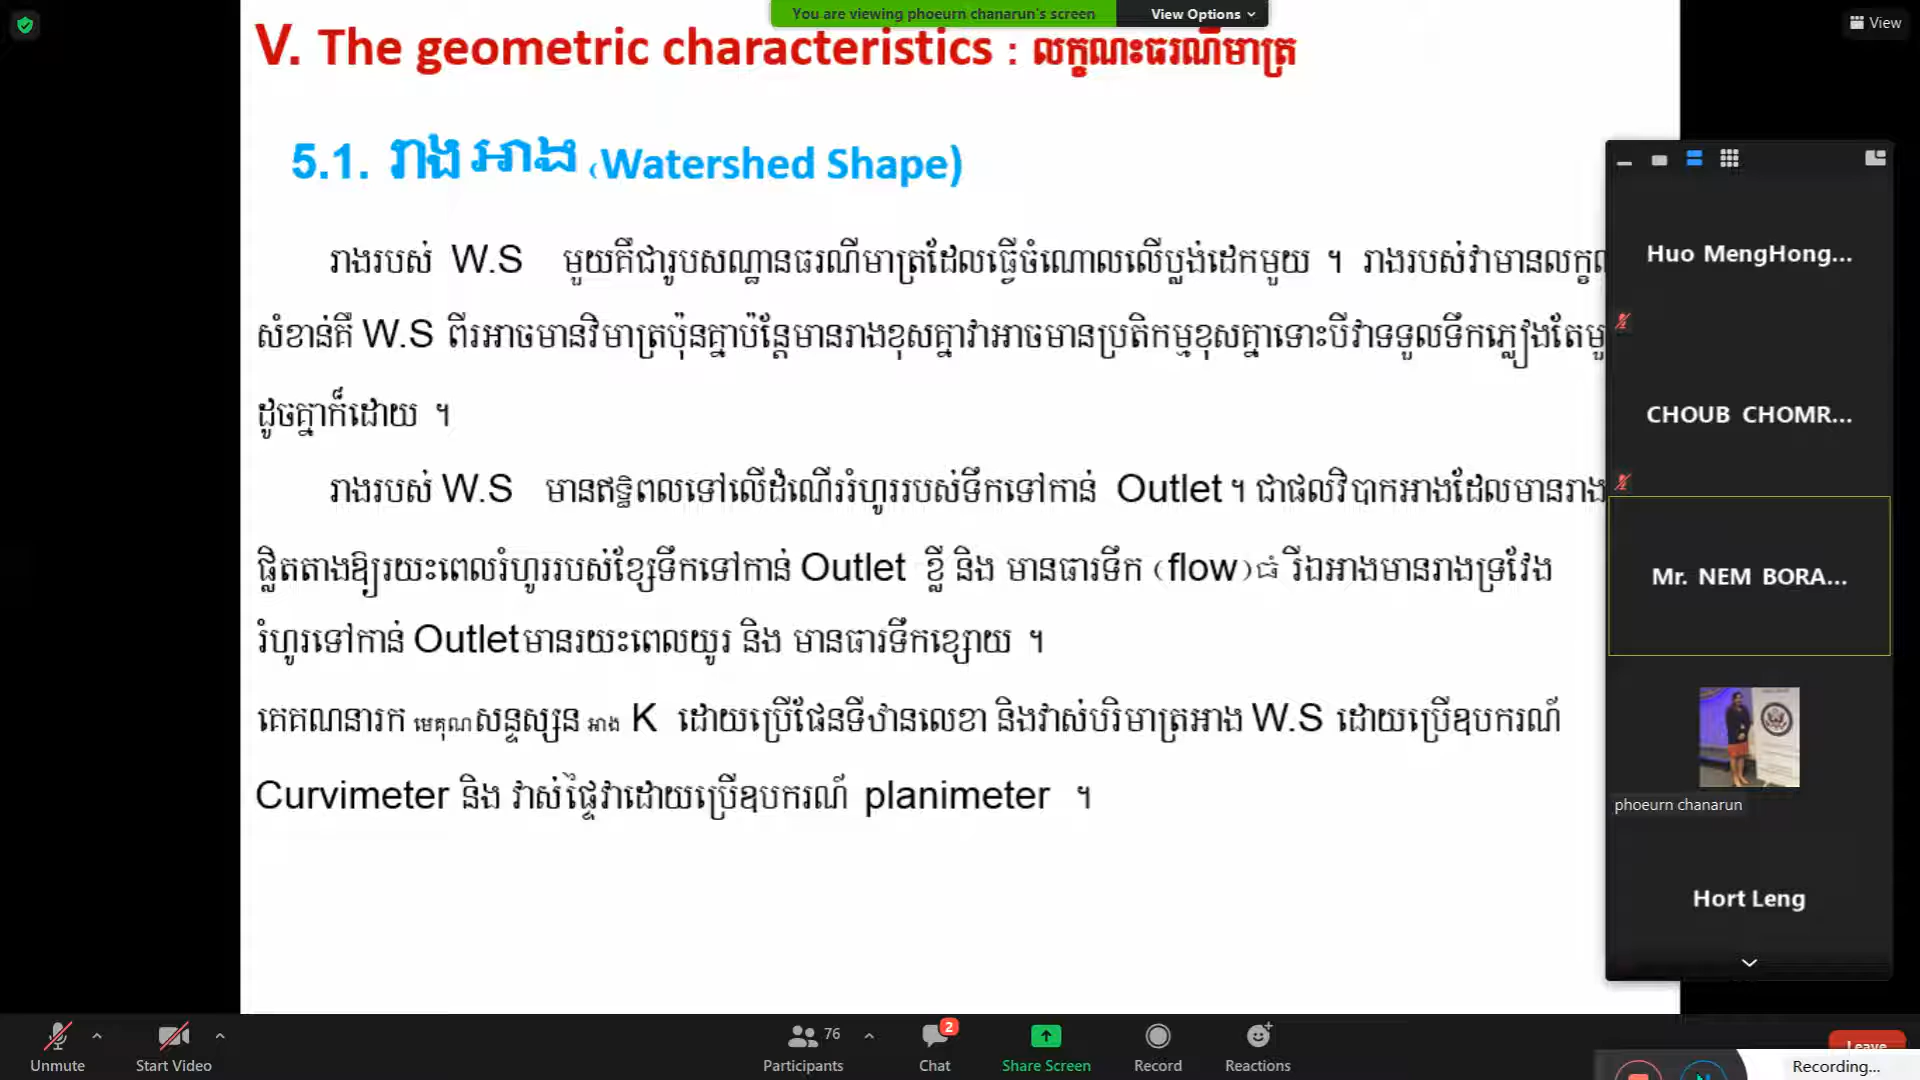 You are viewing phoeurn chanarun's screen
View Options
View
V. The geometric characteristics : លក្ខណះធរណីមាត្រ
5.1. រាងអាង (Watershed Shape)
រាងរបស់ W.S មួយគឺជារូបសណ្ឋានធរណីមាត្រដែលធ្វើចំណោលលើប្លង់ដេកមួយ ។ រាងរបស់វាមាន
សំខាន់គឺ W.S ពីរអាចមានវិមាត្រប៉ុនគ្នាប៉ន្តែមានរាងខុសគ្នាវាអាចមានប្រតិកម្មខុសគ្នាទោះបីវាទទួលទឹកភ្លៀងតែ
ដូចគ្នាក៏ដោយ ។
រាងរបស់ W.S មានឥទ្ធិពលទៅលើដំណើររំហូររបស់ទឹកទៅកាន់ Outlet ។ ជាផលវិបាកអាងដែលមានរាង
ផ្លិតតាងឱ្យរយះពេលរំហូររបស់ខ្សែទឹកទៅកាន់ Outlet ខ្លី និង មានធារទឹក (flow) ធំ រីឯអាងមានរាងទ្រវែង
រំហូរទៅកាន់ Outlet មានរយះពេលយូរ និង មានធារទឹកខ្សោយ ។
គេគណនារក មេគុណសន្ទស្សន អាង K ដោយប្រើផែនទីឋានលេខា និងវាស់បរិមាត្រអាង W.S ដោយប្រើឧបករណ៍
Curvimeter និង វាស់ផ្ទៃវាដោយប្រើឧបករណ៍ planimeter ។
Huo MengHong...
CHOUB CHOMR...
Mr. NEM BORA...
phoeurn chanarun
Hort Leng
Unmute
Start Video
76
Participants
2
Chat
Share Screen
Record
Reactions
Leave
Recording...